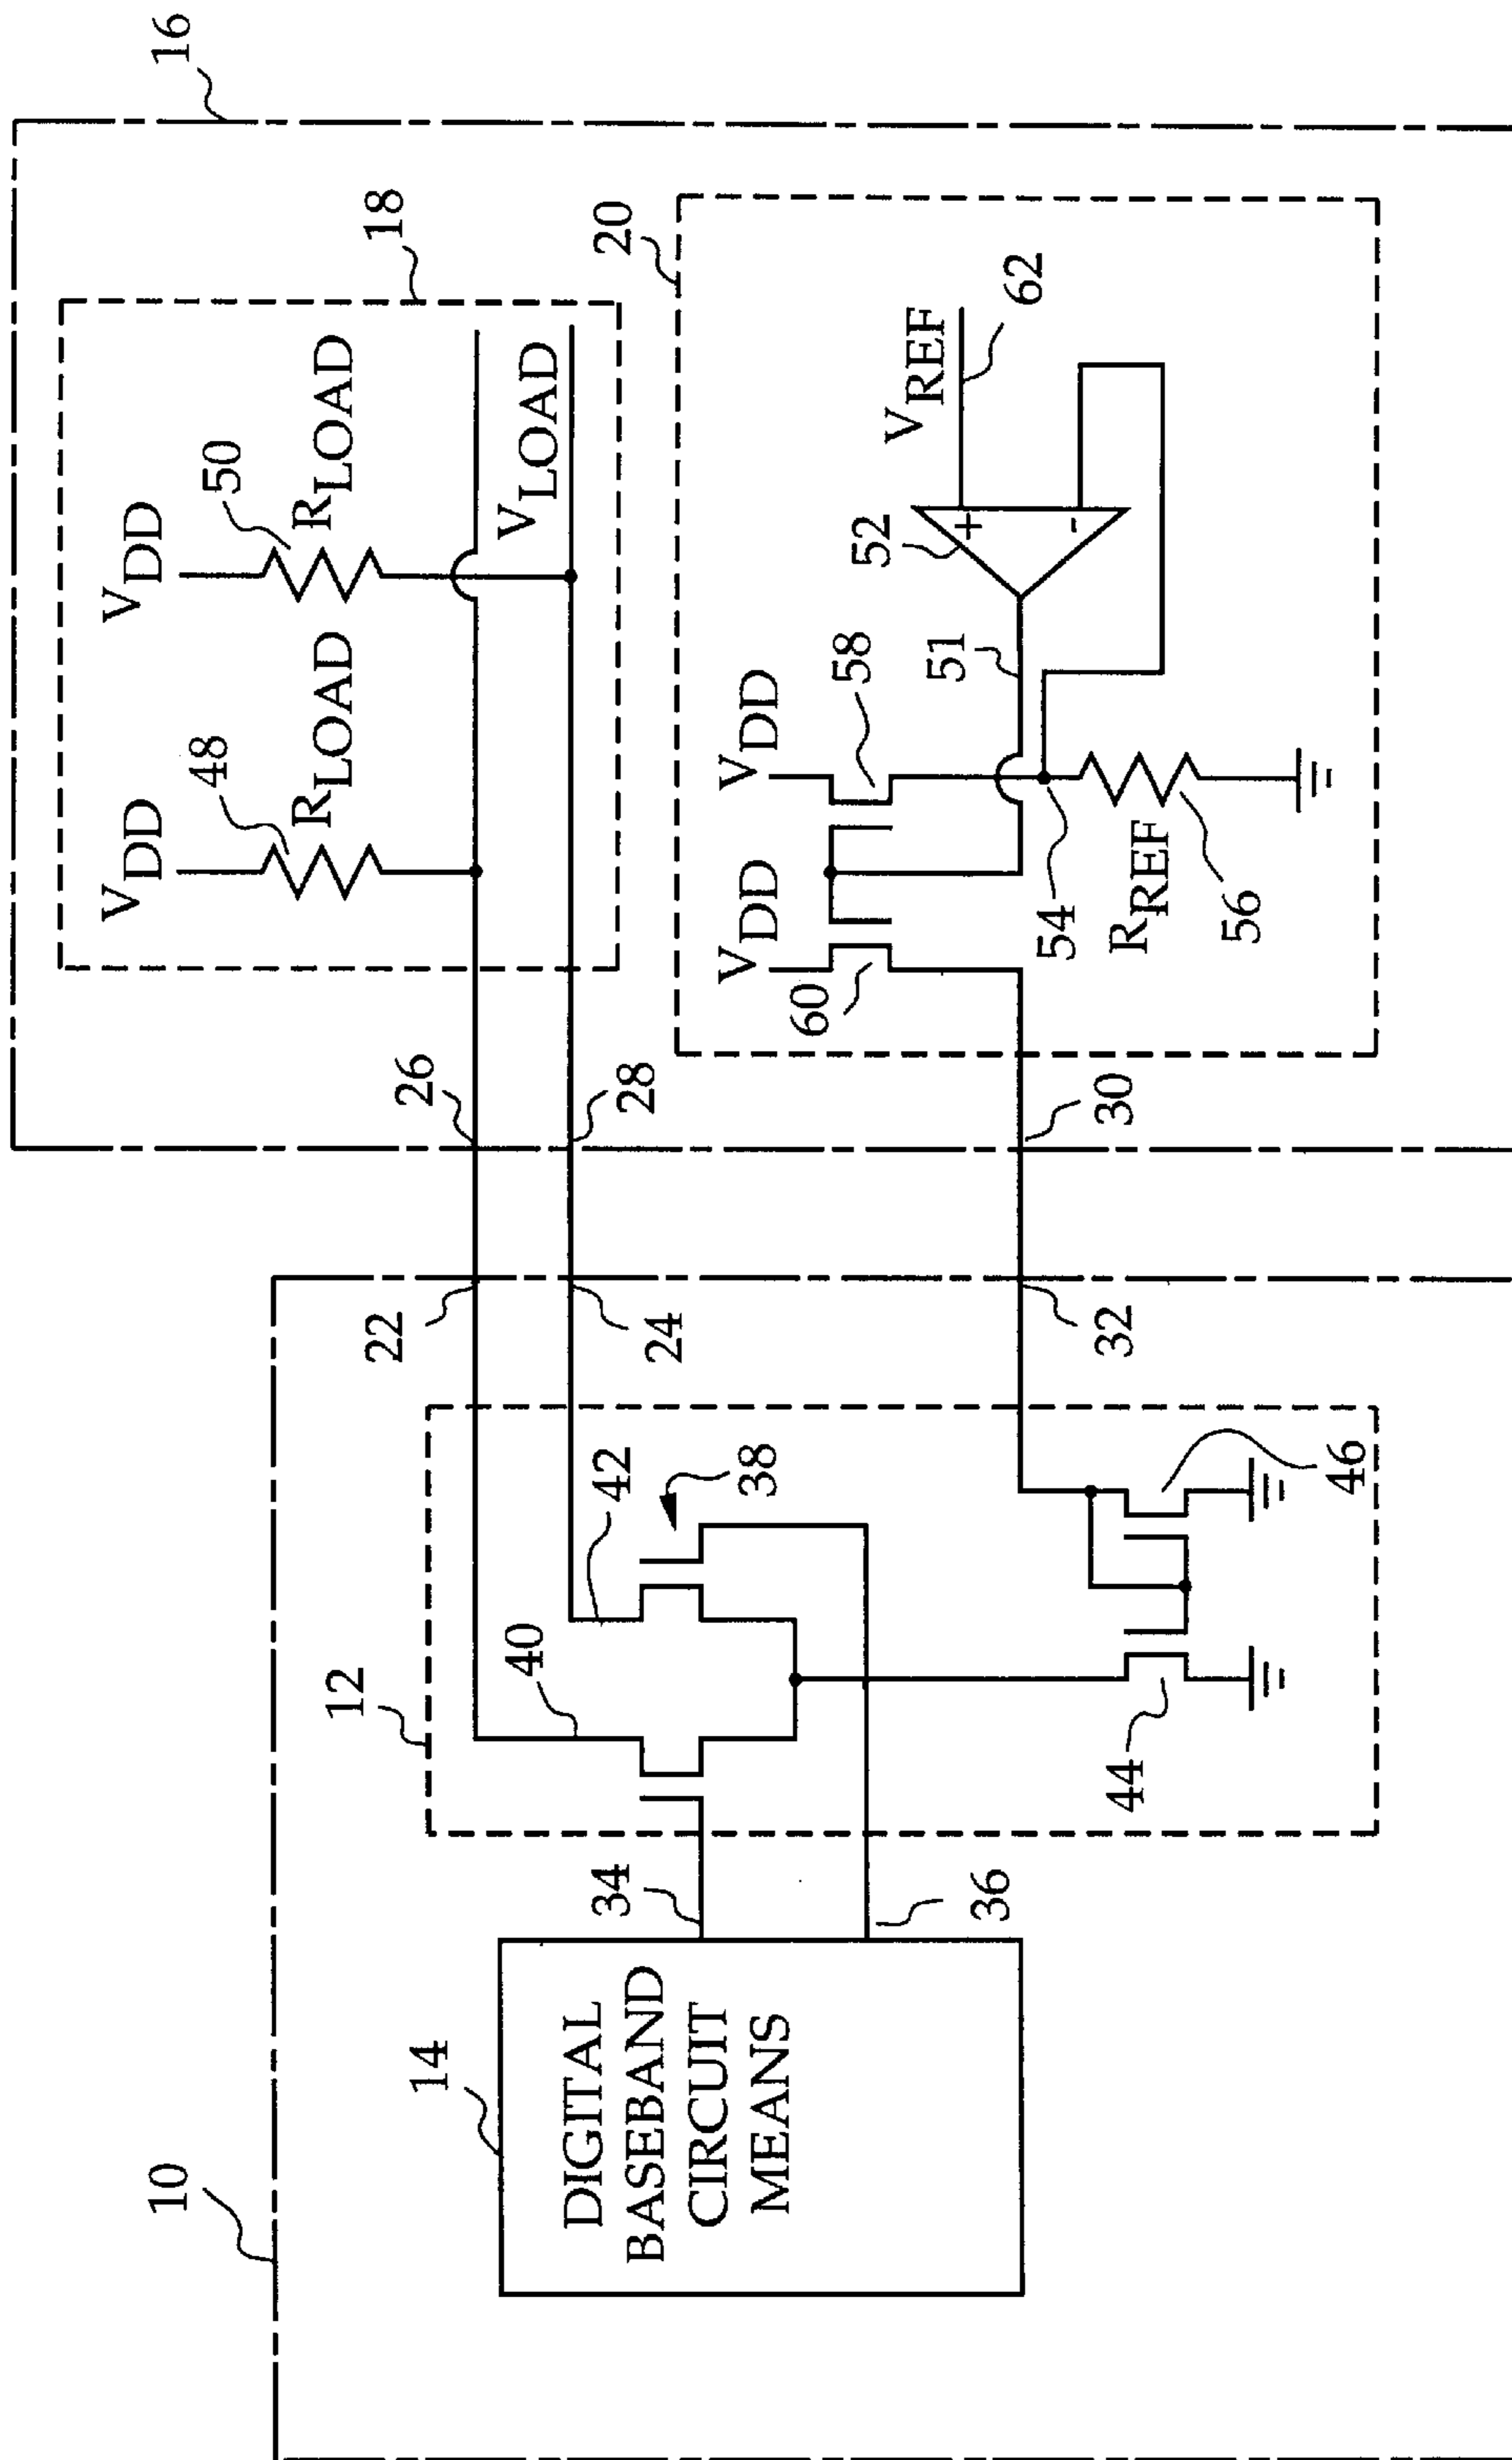 10
14
DIGITAL
BASEBAND
CIRCUIT
MEANS
34
36
12
40
42
38
44
46
22
24
32
26
28
30
16
18
VDD
48
RLOAD
VDD
50
RLOAD
VLOAD
20
VDD
60
VDD
58
51
52
+
-
VREF
62
54
RREF
56